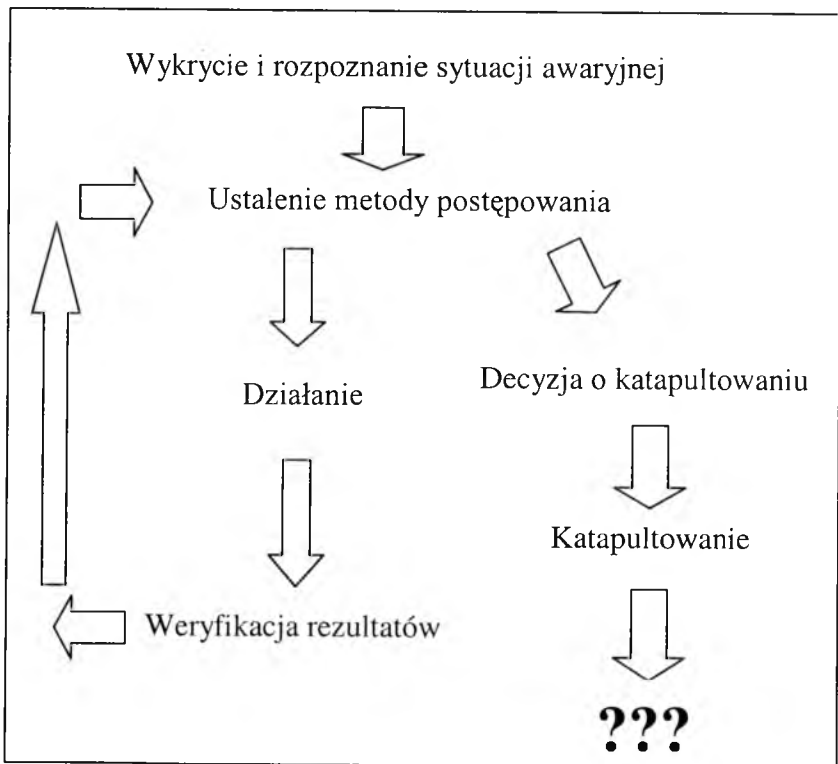 Wykrycie i rozpoznanie sytuacji awaryjnej
Ustalenie metody postępowania
Działanie
Decyzja o katapultowaniu
Katapultowanie
Weryfikacja rezultatów
???